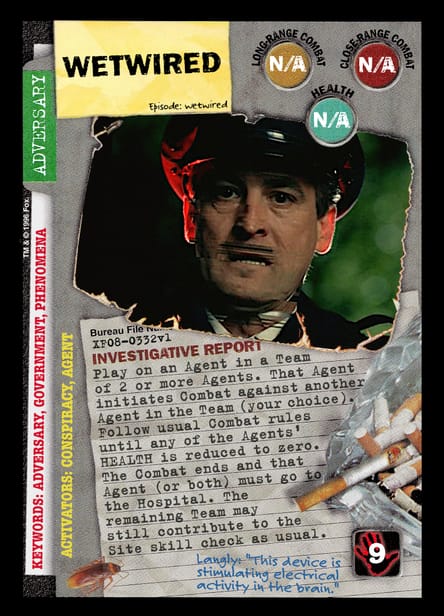 WETWIRED
Episode: wetwired
LONG-RANGE COMBAT
N/A
CLOSE-RANGE COMBAT
N/A
HEALTH
N/A
ADVERSARY
TM & © 1996 Fox.
KEYWORDS: ADVERSARY, GOVERNMENT, PHENOMENA
ACTIVATORS: CONSPIRACY, AGENT
Bureau File
XF08-0332v1
INVESTIGATIVE REPORT
Play on an Agent in a Team
of 2 or more Agents. That Agent
initiates Combat against another
Agent in the Team (your choice).
Follow usual Combat rules
until any of the Agents'
HEALTH is reduced to zero.
The Combat ends and that
Agent (or both) must go to
the Hospital. The
remaining Team may
still contribute to the
Site skill check as usual.
Langly: "This device is
stimulating electrical
activity in the brain."
9